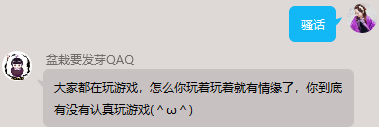 骚话
盆栽要发芽QAQ
大家都在玩游戏，怎么你玩着玩着就有情缘了，你到底
有没有认真玩游戏(＾ω＾)